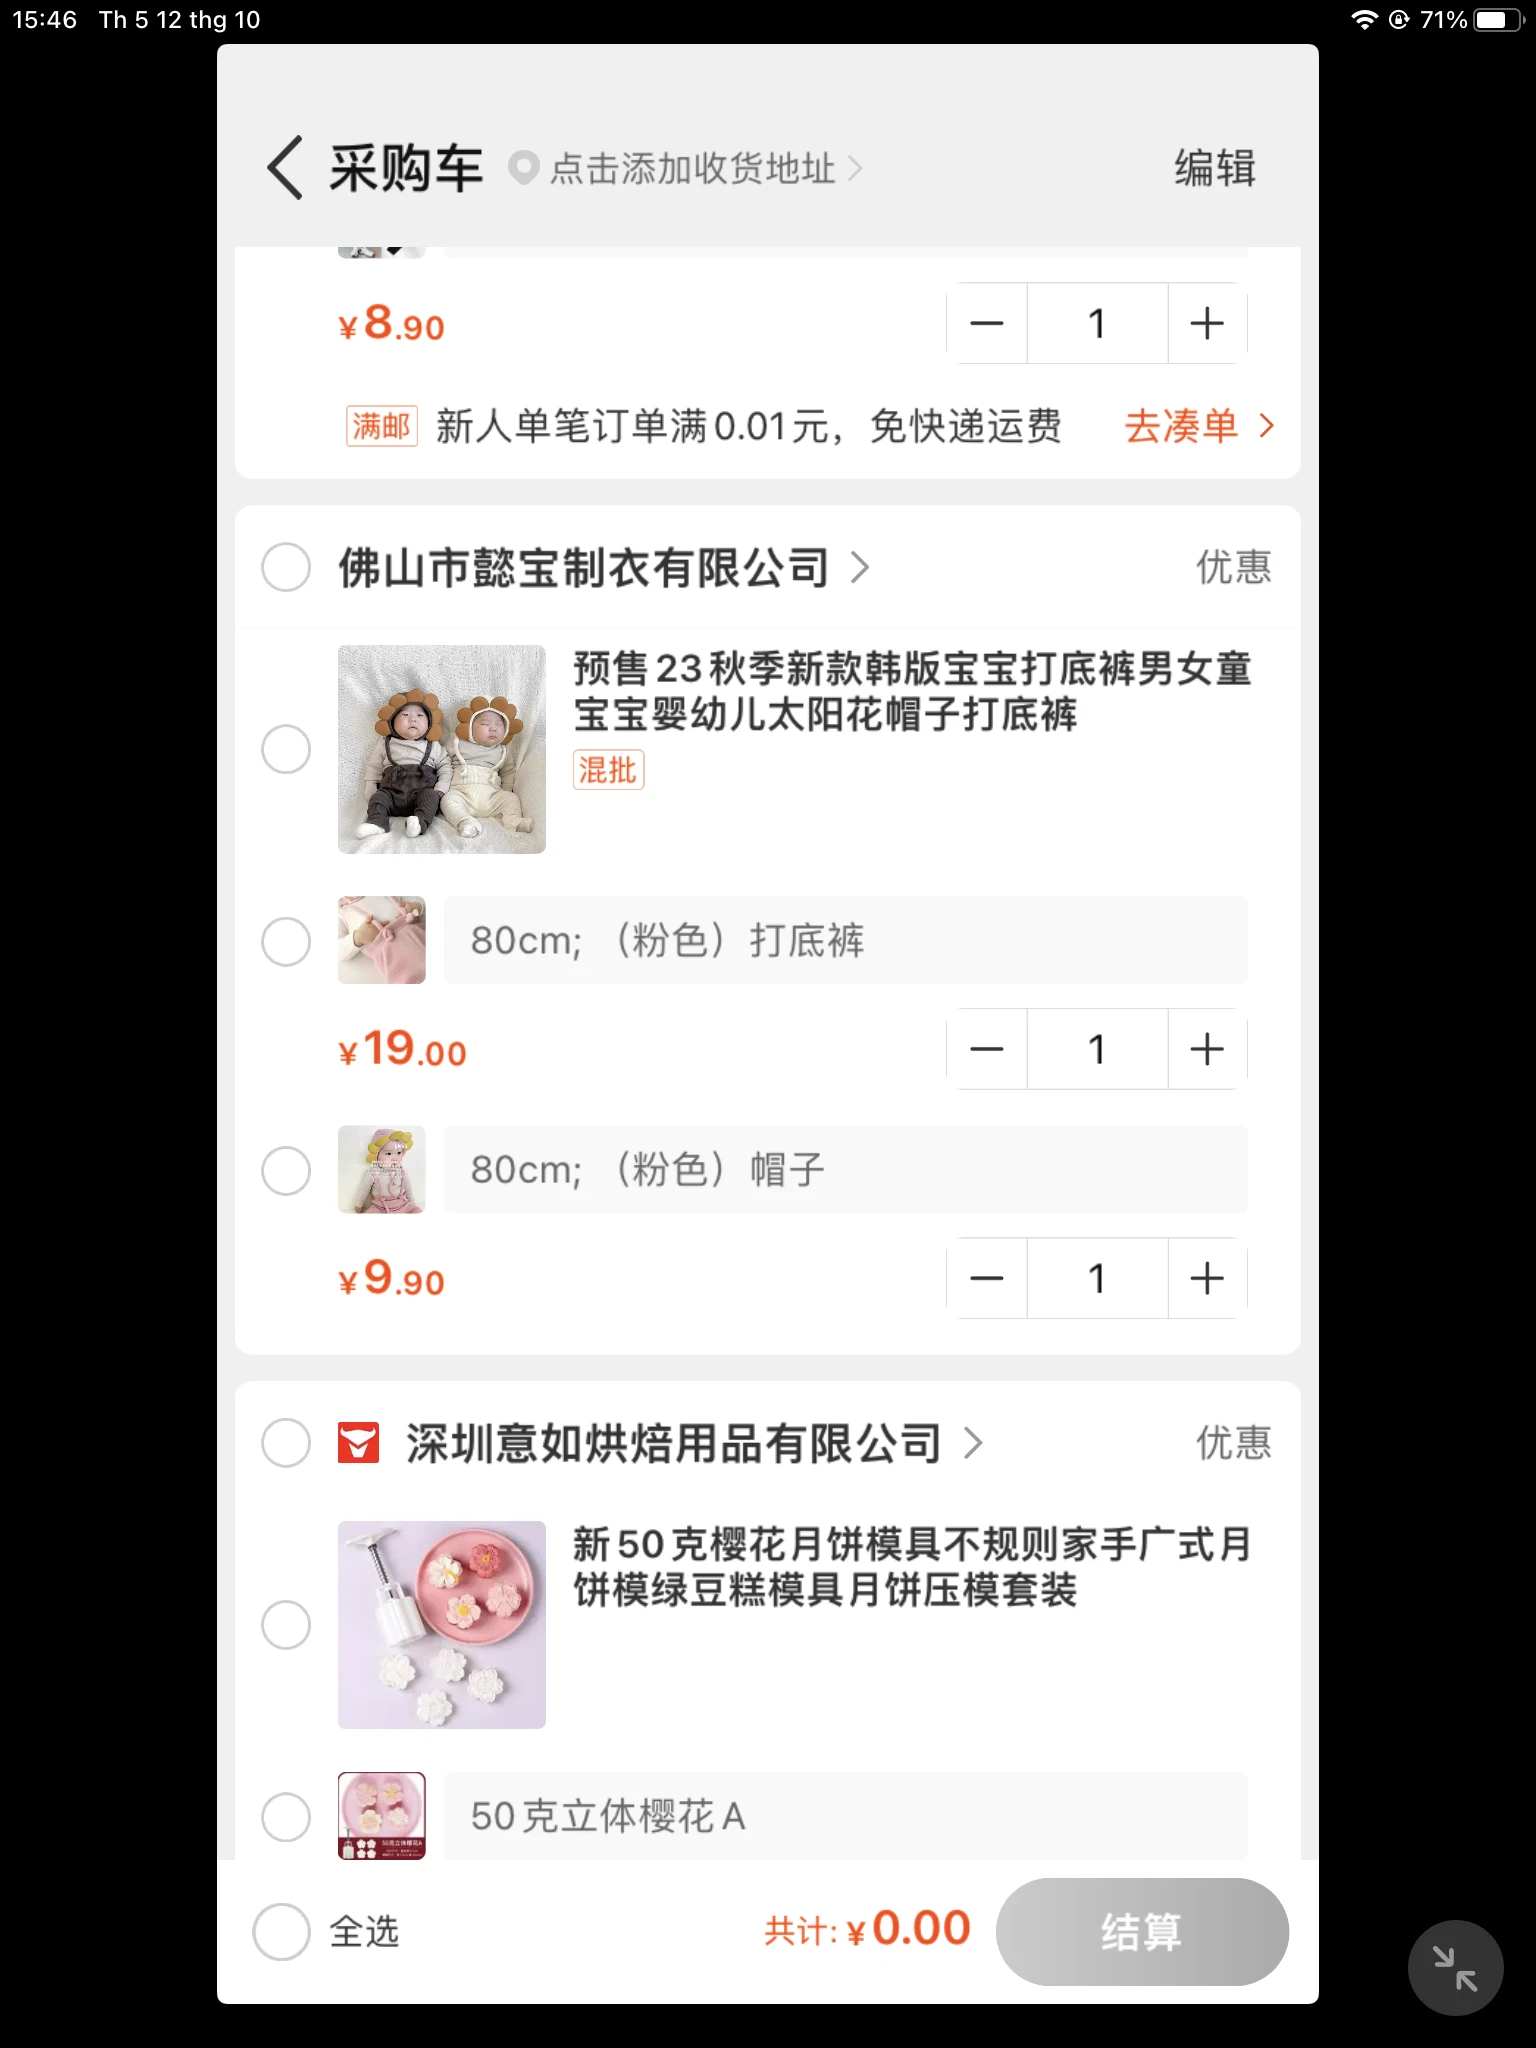 15:46 Th 5 12 thg 10 71%
采购车 点击添加收货地址 编辑
¥8.90 1
满邮 新人单笔订单满0.01元，免快递运费 去凑单
佛山市懿宝制衣有限公司 优惠
预售23秋季新款韩版宝宝打底裤男女童
宝宝婴幼儿太阳花帽子打底裤
混批
80cm; （粉色）打底裤
¥19.00 1
80cm; （粉色）帽子
¥9.90 1
深圳意如烘焙用品有限公司 优惠
新50克樱花月饼模具不规则家手广式月
饼模绿豆糕模具月饼压模套装
50克立体樱花A
50克立体樱花A
全选 共计: ¥0.00 结算